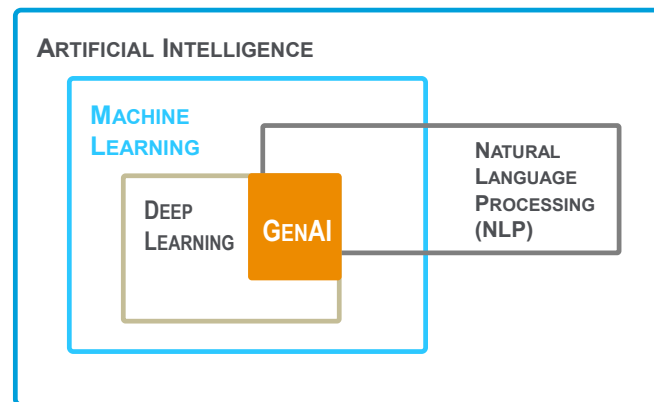 ARTIFICIAL INTELLIGENCE
MACHINE
LEARNING
DEEP
LEARNING
GENAI
NATURAL
LANGUAGE
PROCESSING
(NLP)